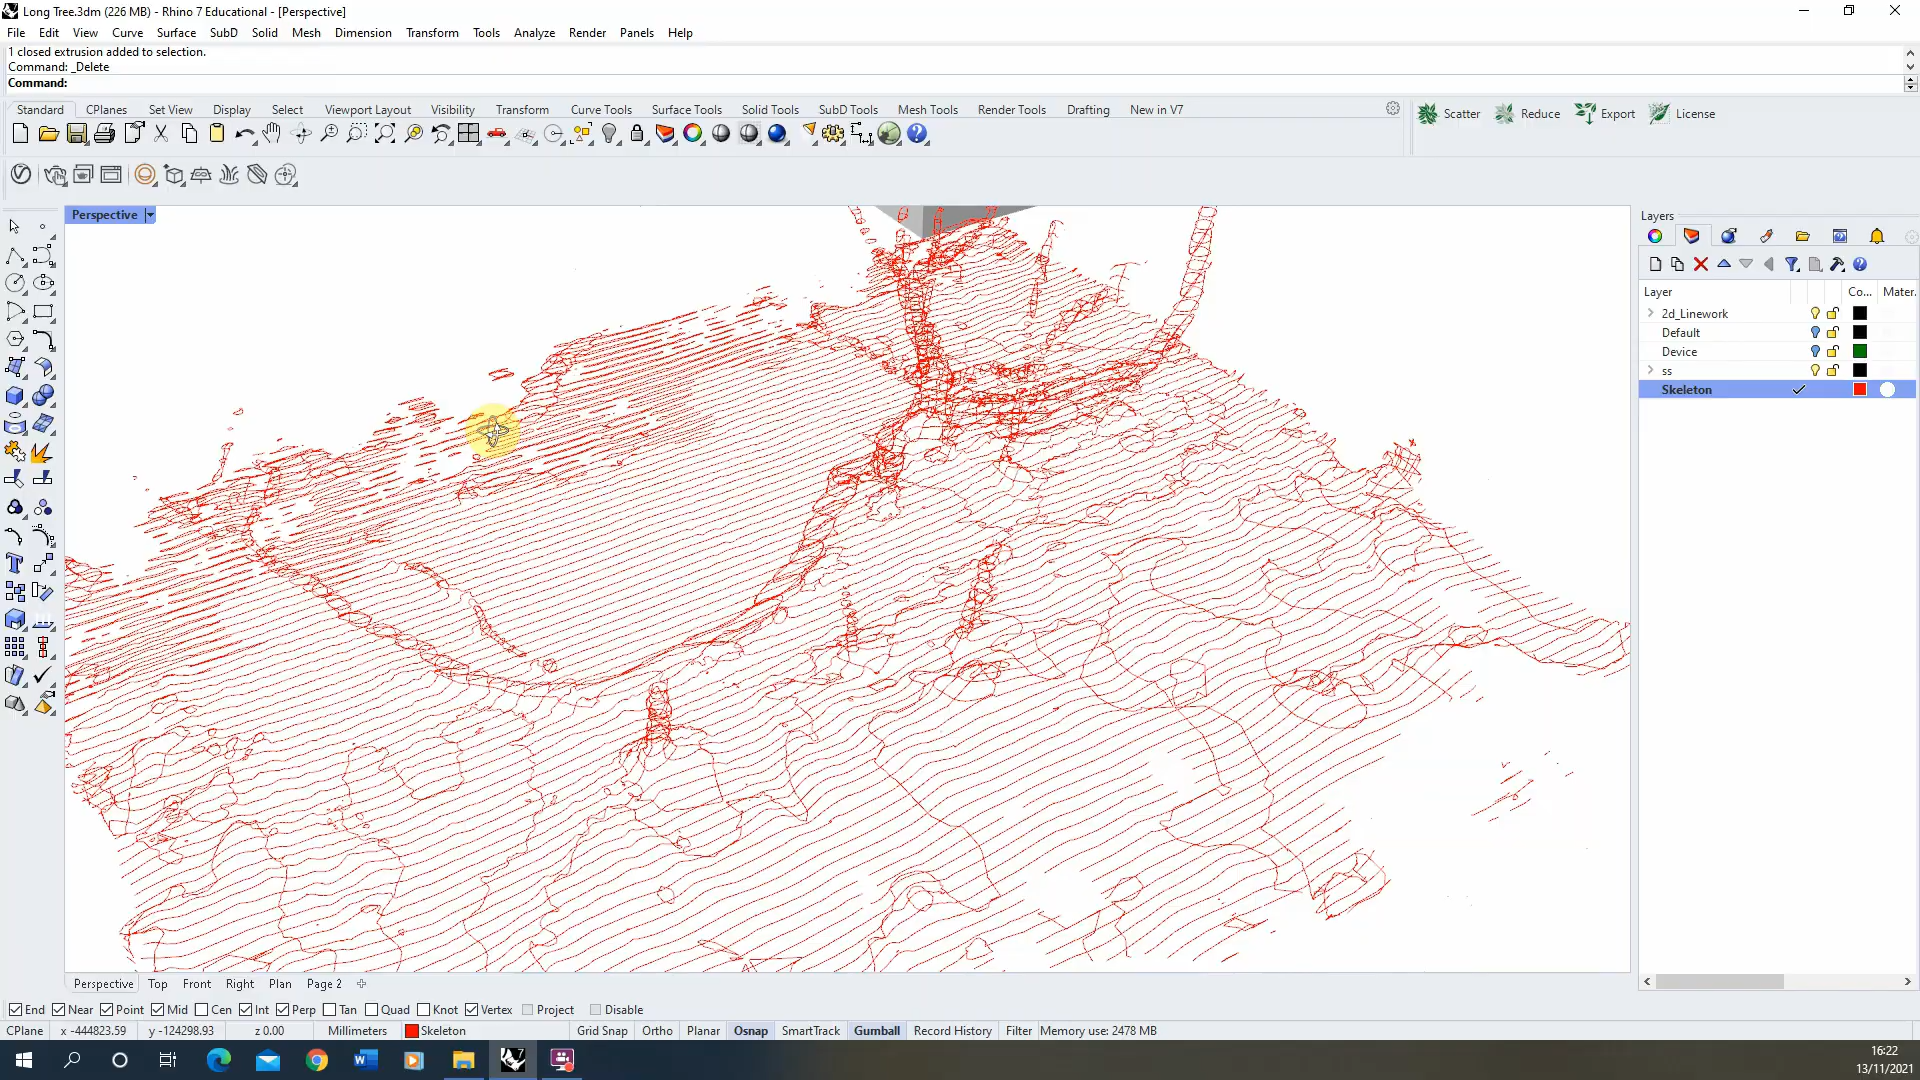 Long Tree.3dm (226 MB) - Rhino 7 Educational - [Perspective]
File Edit View Curve Surface SubD Solid Mesh Dimension Transform Tools Analyze Render Panels Help
1 closed extrusion added to selection.
Command: _Delete
Command:
Standard CPlanes Set View Display Select Viewport Layout Visibility Transform Curve Tools Surface Tools Solid Tools SubD Tools Mesh Tools Render Tools Drafting New in V7
Scatter Reduce Export License
Perspective
Layers
Layer Co... Mater.
2d_Linework
Default
Device
ss
Skeleton
Perspective Top Front Right Plan Page 2
End Near Point Mid Cen Int Perp Tan Quad Knot Vertex Project Disable
CPlane x -444823.59 y -124298.93 z 0.00 Millimeters Skeleton Grid Snap Ortho Planar Osnap SmartTrack Gumball Record History Filter Memory use: 2478 MB
16:22
13/11/2021